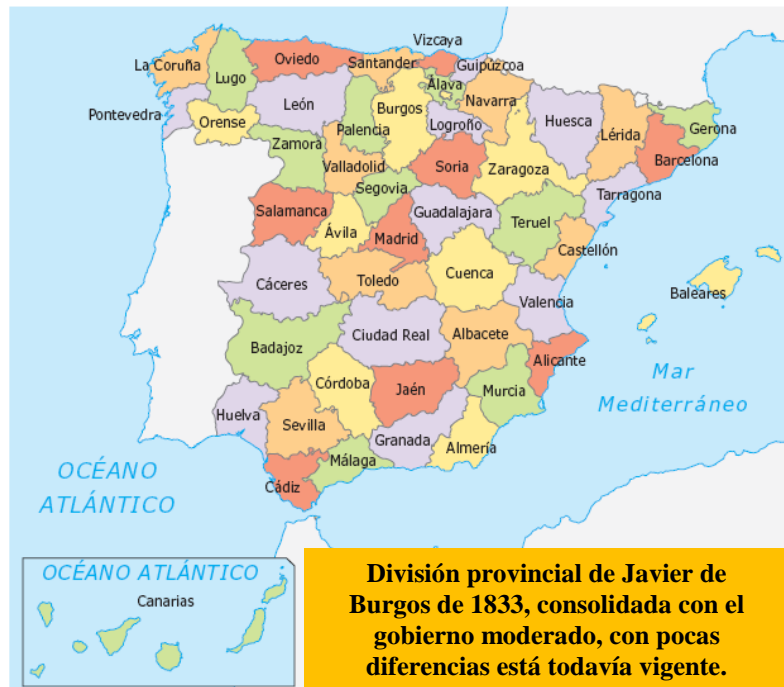 Vizcaya
La Coruña
Oviedo
Santander
Guipúzcoa
Lugo
Álava
Navarra
Pontevedra
León
Burgos
Orense
Palencia
Logroño
Huesca
Lérida
Gerona
Zamora
Barcelona
Valladolid
Soria
Zaragoza
Segovia
Tarragona
Salamanca
Guadalajara
Teruel
Ávila
Madrid
Castellón
Cáceres
Toledo
Cuenca
Baleares
Valencia
Ciudad Real
Albacete
Badajoz
Alicante
Mar
Mediterráneo
Córdoba
Jaén
Murcia
Huelva
Sevilla
Granada
Almería
Málaga
OCÉANO
ATLÁNTICO
Cádiz
OCÉANO ATLÁNTICO
Canarias
División provincial de Javier de
Burgos de 1833, consolidada con el
gobierno moderado, con pocas
diferencias está todavía vigente.